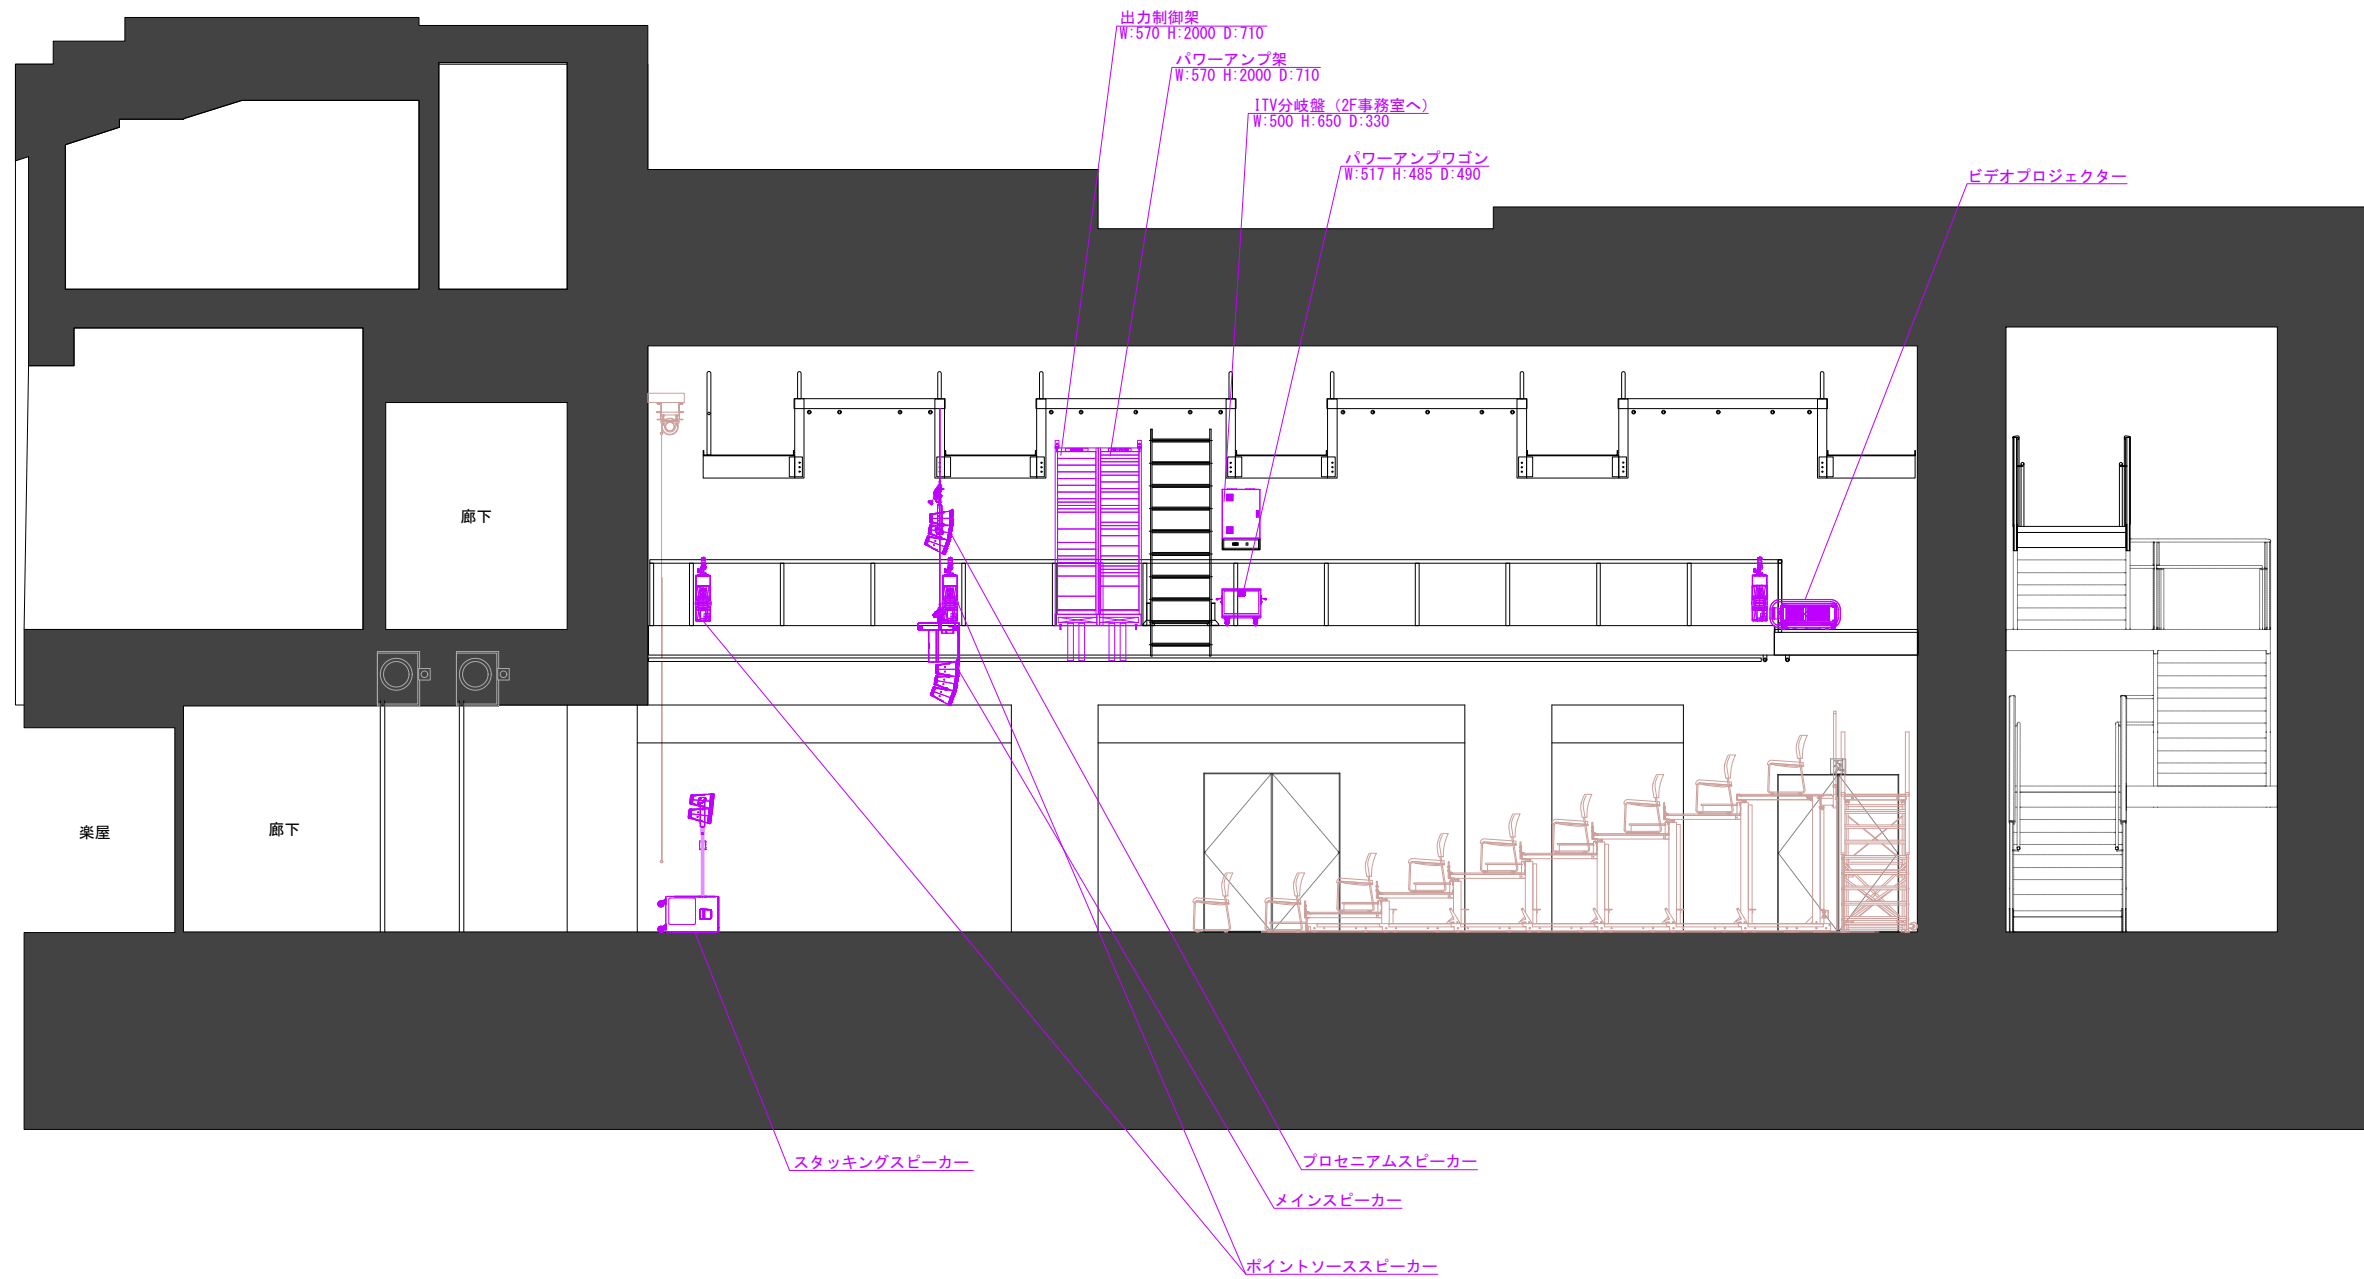 出力制御架
W:570 H:2000 D:710
パワーアンプ架
W:570 H:2000 D:710
ITV分岐盤（2F事務室へ）
W:500 H:650 D:330
パワーアンプワゴン
W:517 H:485 D:490
ビデオプロジェクター
廊下
楽屋
廊下
スタッキングスピーカー
プロセニアムスピーカー
メインスピーカー
ポイントソーススピーカー